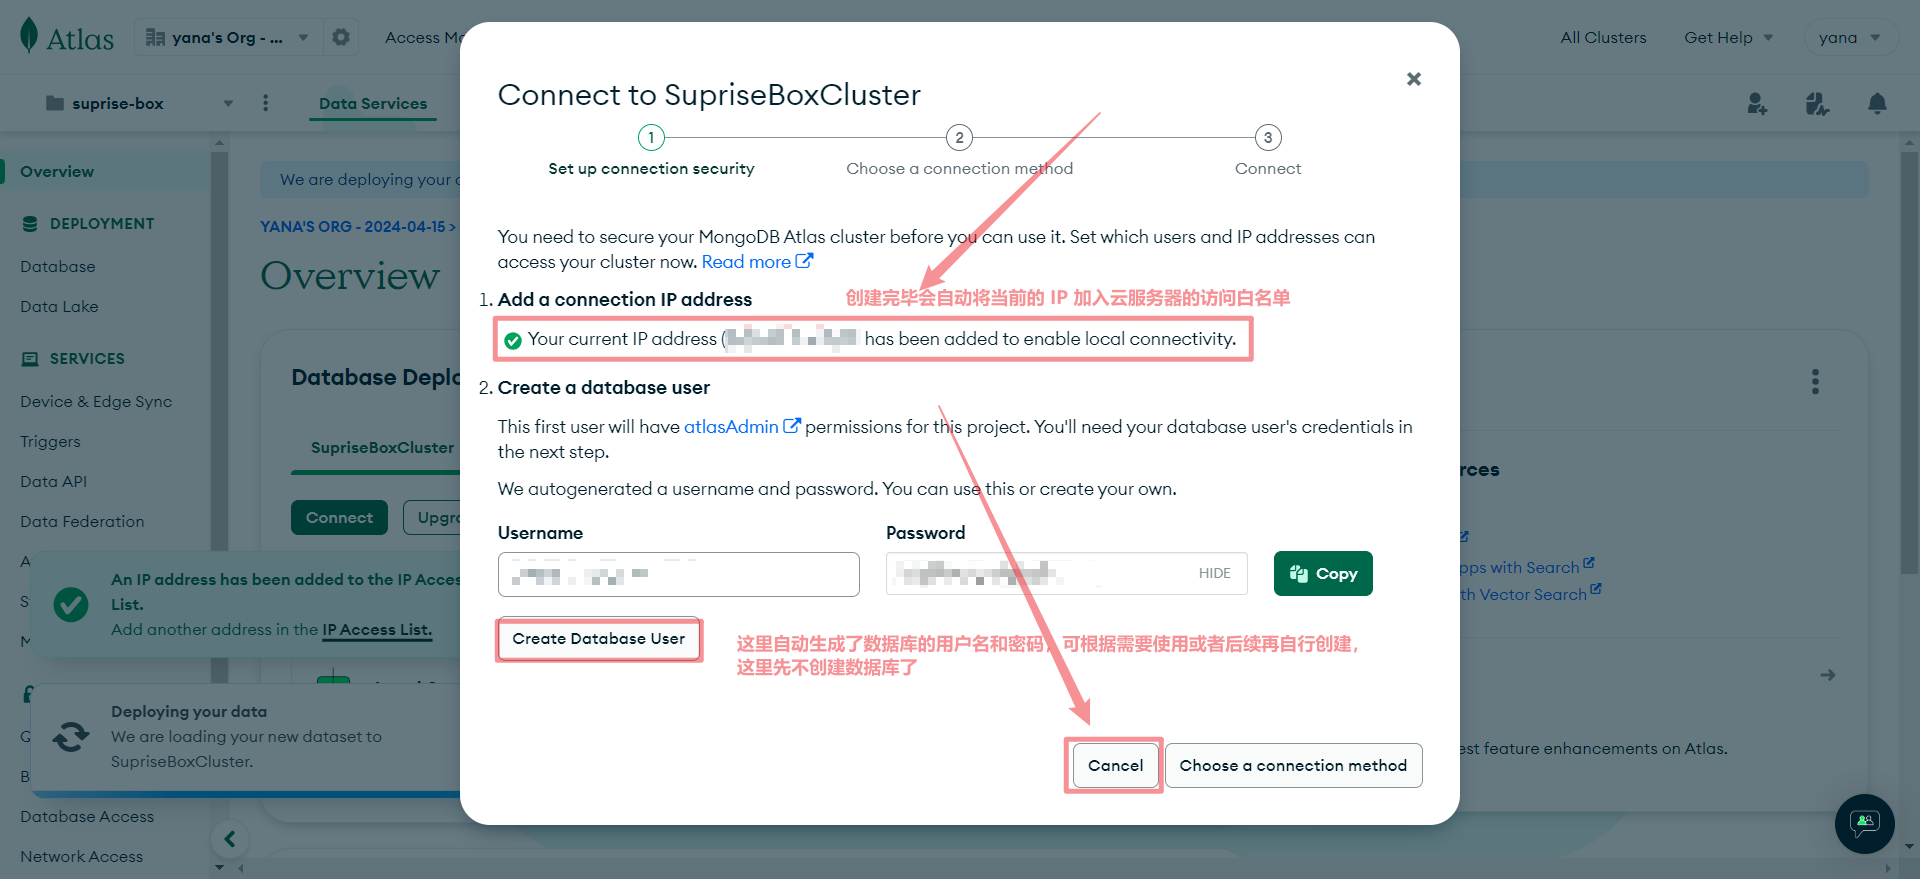 Atlas
yana's Org - ...
Access M
All Clusters
Get Help
yana
suprise-box
Data Services
Overview
DEPLOYMENT
Database
Data Lake
SERVICES
Device & Edge Sync
Triggers
Data API
Data Federation
Database Access
Network Access
We are deploying your
YANA'S ORG - 2024-04-15 >
Overview
Database Deplo
SupriseBoxCluster
Connect
Upgr
An IP address has been added to the IP Acces
List.
Add another address in the IP Access List.
Deploying your data
We are loading your new dataset to
SupriseBoxCluster.
Connect to SupriseBoxCluster
1
2
3
Set up connection security
Choose a connection method
Connect
You need to secure your MongoDB Atlas cluster before you can use it. Set which users and IP addresses can
access your cluster now. Read more
1. Add a connection IP address
创建完毕会自动将当前的 IP 加入云服务器的访问白名单
Your current IP address ( has been added to enable local connectivity.
2. Create a database user
This first user will have atlasAdmin permissions for this project. You'll need your database user's credentials in
the next step.
We autogenerated a username and password. You can use this or create your own.
Username
Password
HIDE
Copy
Create Database User
这里自动生成了数据库的用户名和密码，可根据需要使用或者后续再自行创建，
这里先不创建数据库了
Cancel
Choose a connection method
rces
pps with Search
th Vector Search
est feature enhancements on Atlas.